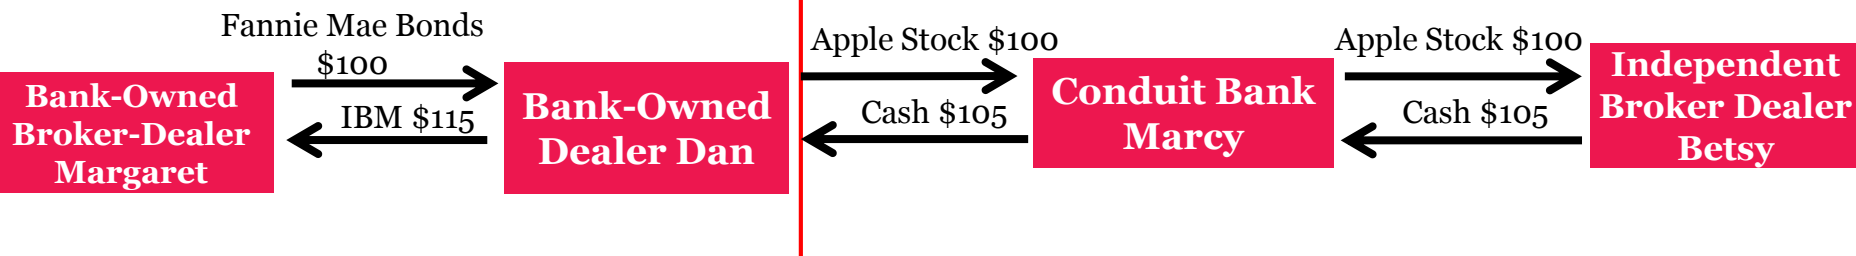 Fannie Mae Bonds
$100
IBM $115
Bank-Owned
Broker-Dealer
Margaret
Bank-Owned
Dealer Dan
Apple Stock $100
Cash $105
Conduit Bank
Marcy
Apple Stock $100
Cash $105
Independent
Broker Dealer
Betsy